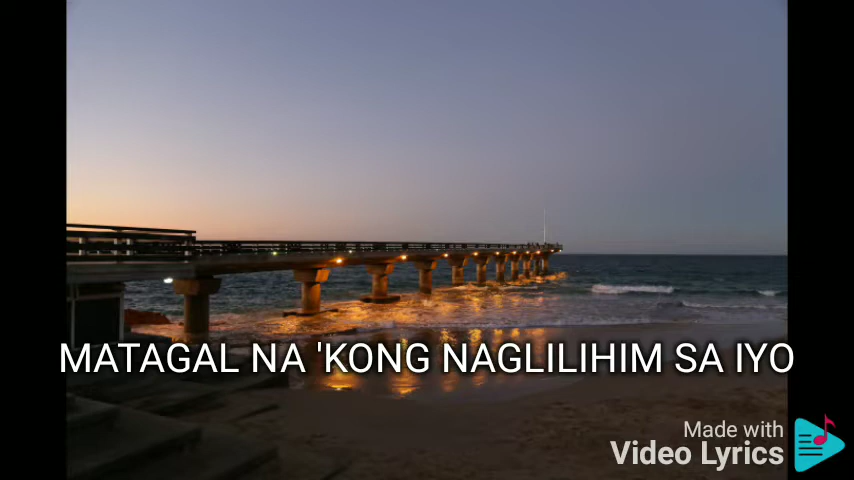 MATAGAL NA 'KONG NAGLILIHIM SA IYO
Made with
Video Lyrics